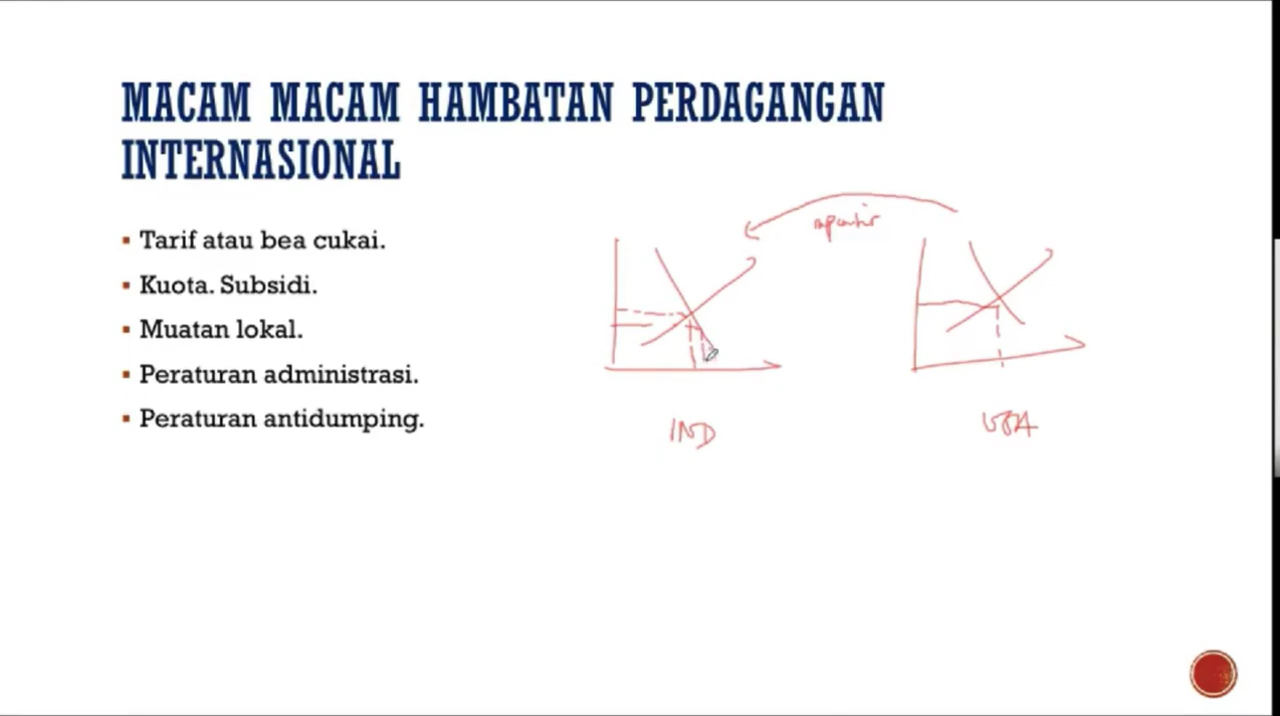 MACAM MACAM HAMBATAN PERDAGANGAN
INTERNASIONAL
▪ Tarif atau bea cukai.
▪ Kuota. Subsidi.
▪ Muatan lokal.
▪ Peraturan administrasi.
▪ Peraturan antidumping.
IND
USA